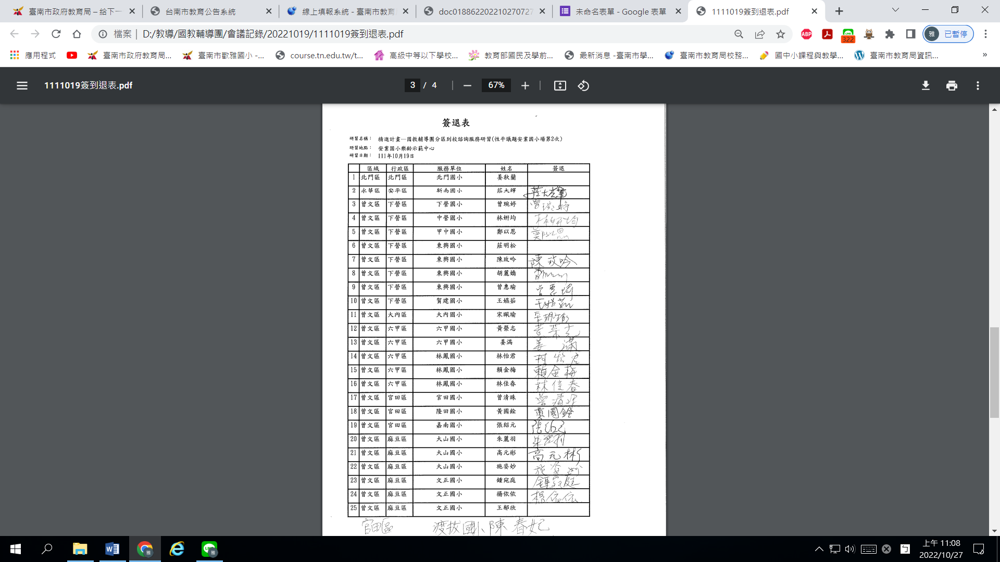 臺南市政府教育局 – 給下一
台南市教育公告系統
線上填報系統 - 臺南市教育
doc018862202210270727
未命名表單 - Google 表單
1111019簽到退表.pdf
檔案 D:/教導/國教輔導團/會議記錄/20221019/1111019簽到退表.pdf
ABP
322
雅 已暫停
應用程式
臺南市政府教育局...
臺南市歡雅國小 -...
course.tn.edu.tw/t...
高級中等以下學校...
教育部國民及學前...
最新消息 -臺南市學...
臺南市教育局校務...
國中小課程與教學...
臺南市教育局資訊...
»
1111019簽到退表.pdf
3 / 4
67%
簽退表
研習名稱： 精進計畫—國教輔導團分區到校諮詢服務研習(性平議題安業國小場第2次)
研習地點： 安業國小樂齡示範中心
研習日期： 111年10月19日
區域 行政區 服務單位 姓名 簽退
1 北門區 北門區 北門國小 姜秋蘭
2 永華區 安平區 新南國小 莊大輝 莊大輝
3 曾文區 下營區 下營國小 曾琬婷 曾琬婷
4 曾文區 下營區 中營國小 林妍均 林妍均
5 曾文區 下營區 甲中國小 鄭以恩 鄭以恩
6 曾文區 下營區 東興國小 莊明松
7 曾文區 下營區 東興國小 陳玫吟 陳玫吟
8 曾文區 下營區 東興國小 胡麗嬌
9 曾文區 下營區 東興國小 曾惠瑜 曾惠瑜
10 曾文區 下營區 賀建國小 王嬿茹 王嬿茹
11 曾文區 大內區 大內國小 宋珮瑜 宋珮瑜
12 曾文區 六甲區 六甲國小 黃榮志 黃榮志
13 曾文區 六甲區 六甲國小 姜滿 姜滿
14 曾文區 六甲區 林鳳國小 林怡君 林怡君
15 曾文區 六甲區 林鳳國小 賴金梅 賴金梅
16 曾文區 六甲區 林鳳國小 林佳春 林佳春
17 曾文區 官田區 官田國小 曾清珠 曾清珠
18 曾文區 官田區 隆田國小 黃國銓 黃國銓
19 曾文區 官田區 嘉南國小 張紹元 張紹元
20 曾文區 麻豆區 大山國小 朱麗羽 朱麗羽
21 曾文區 麻豆區 大山國小 高元彬 高元彬
22 曾文區 麻豆區 大山國小 施姿妙 施姿妙
23 曾文區 麻豆區 文正國小 鍾宛庭 鍾宛庭
24 曾文區 麻豆區 文正國小 楊依依 楊依依
25 曾文區 麻豆區 文正國小 王郁欣
官田區 渡拔國小 陳春妃
上午 11:08
2022/10/27